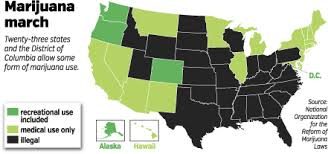 Marijuana
march
Twenty-three states
and the District of
Columbia allow some
form of marijuana use.
D.C.
recreational use
included
medical use only
illegal
Alaska
Hawaii
Source:
National
Organization
for the
Reform of
Marijuana
Laws